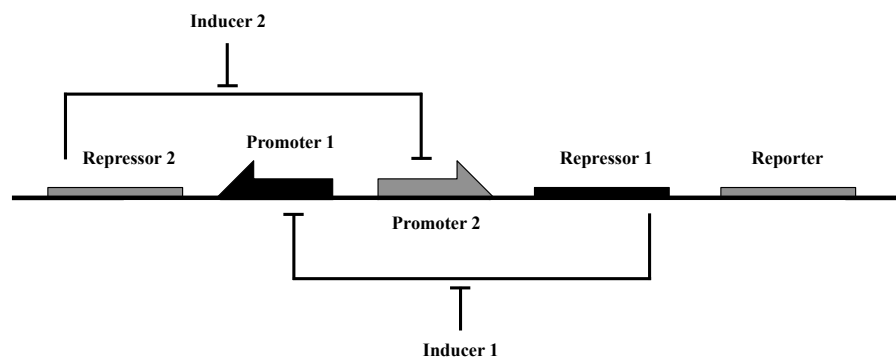 Inducer 2
Promoter 1
Repressor 2
Repressor 1
Reporter
Promoter 2
Inducer 1